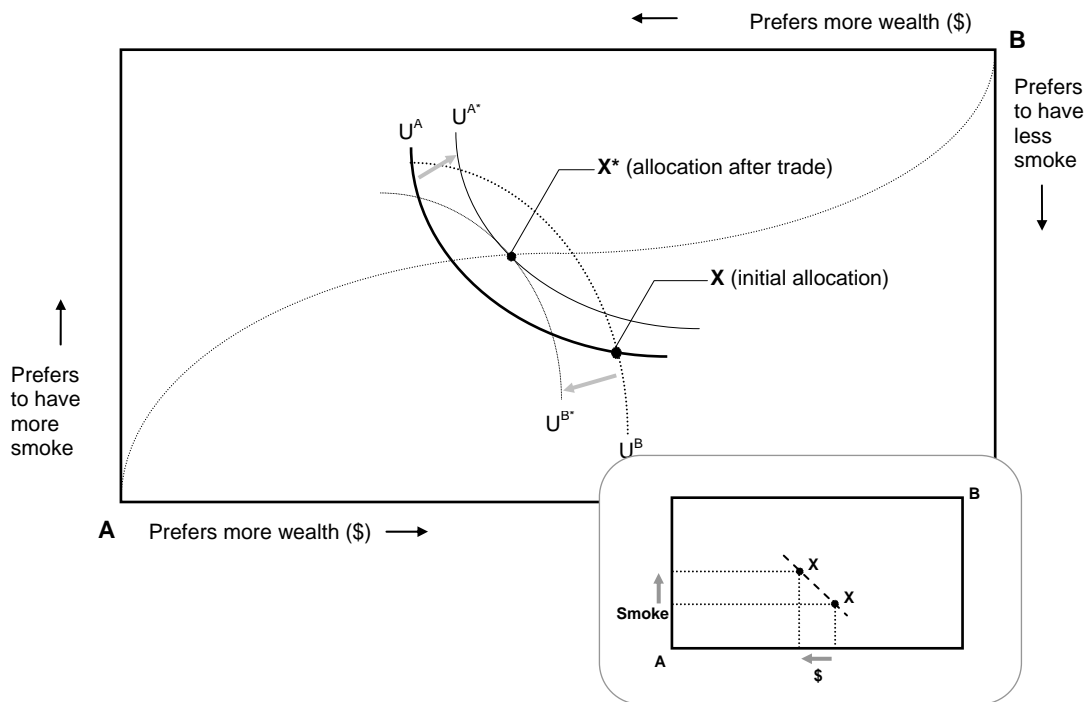 Prefers more wealth ($)
B
Prefers
to have
less
smoke
U^A
U^A*
X* (allocation after trade)
X (initial allocation)
Prefers
to have
more
smoke
U^B*
U^B
A
Prefers more wealth ($)
B
X
X
Smoke
A
$